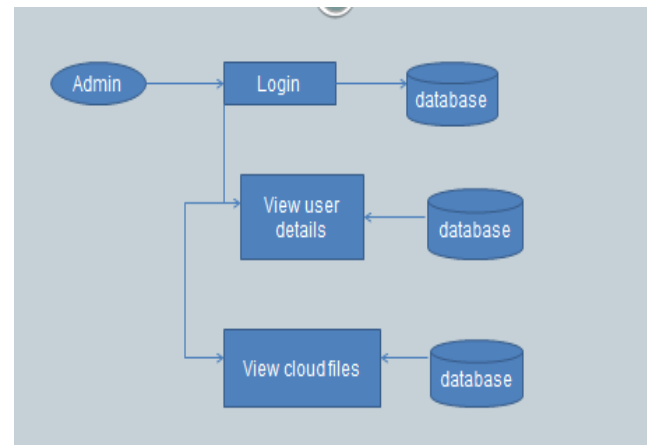 Admin
Login
database
View user
details
database
View cloud files
database